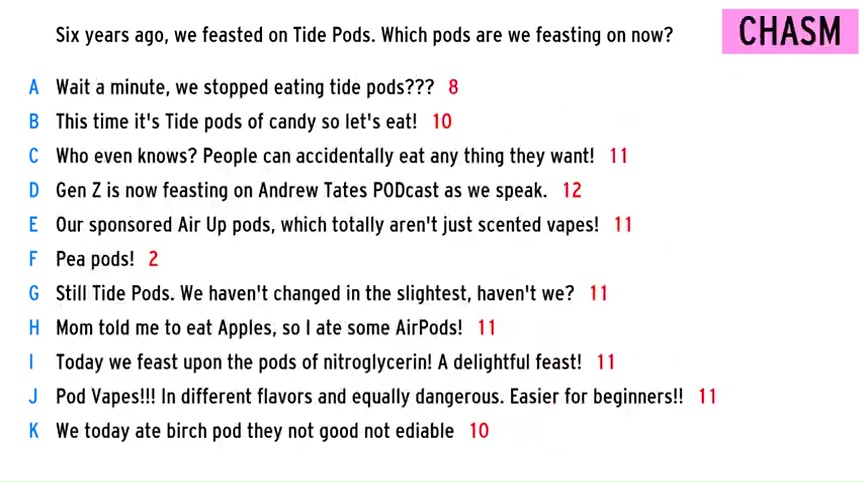 Six years ago, we feasted on Tide Pods. Which pods are we feasting on now?
CHASM
A Wait a minute, we stopped eating tide pods??? 8
B This time it's Tide pods of candy so let's eat! 10
C Who even knows? People can accidentally eat any thing they want! 11
D Gen Z is now feasting on Andrew Tates PODcast as we speak. 12
E Our sponsored Air Up pods, which totally aren't just scented vapes! 11
F Pea pods! 2
G Still Tide Pods. We haven't changed in the slightest, haven't we? 11
H Mom told me to eat Apples, so I ate some AirPods! 11
I Today we feast upon the pods of nitroglycerin! A delightful feast! 11
J Pod Vapes!!! In different flavors and equally dangerous. Easier for beginners!! 11
K We today ate birch pod they not good not ediable 10